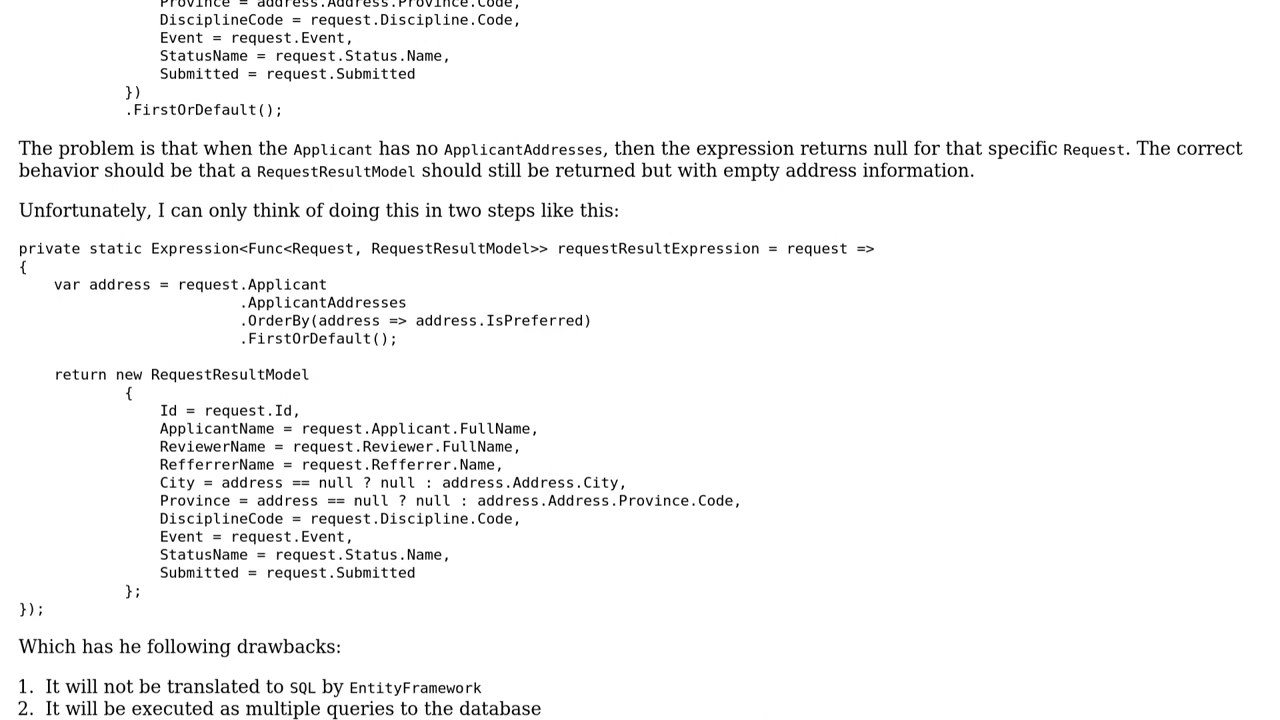 Province = address.Address.Province.Code,
DisciplineCode = request.Discipline.Code,
Event = request.Event,
StatusName = request.Status.Name,
Submitted = request.Submitted
})
.FirstOrDefault();
The problem is that when the Applicant has no ApplicantAddresses, then the expression returns null for that specific Request. The correct
behavior should be that a RequestResultModel should still be returned but with empty address information.
Unfortunately, I can only think of doing this in two steps like this:
private static Expression<Func<Request, RequestResultModel>> requestResultExpression = request =>
{
var address = request.Applicant
.ApplicantAddresses
.OrderBy(address => address.IsPreferred)
.FirstOrDefault();
return new RequestResultModel
{
Id = request.Id,
ApplicantName = request.Applicant.FullName,
ReviewerName = request.Reviewer.FullName,
RefferrerName = request.Refferrer.Name,
City = address == null ? null : address.Address.City,
Province = address == null ? null : address.Address.Province.Code,
DisciplineCode = request.Discipline.Code,
Event = request.Event,
StatusName = request.Status.Name,
Submitted = request.Submitted
};
});
Which has he following drawbacks:
1. It will not be translated to SQL by EntityFramework
2. It will be executed as multiple queries to the database